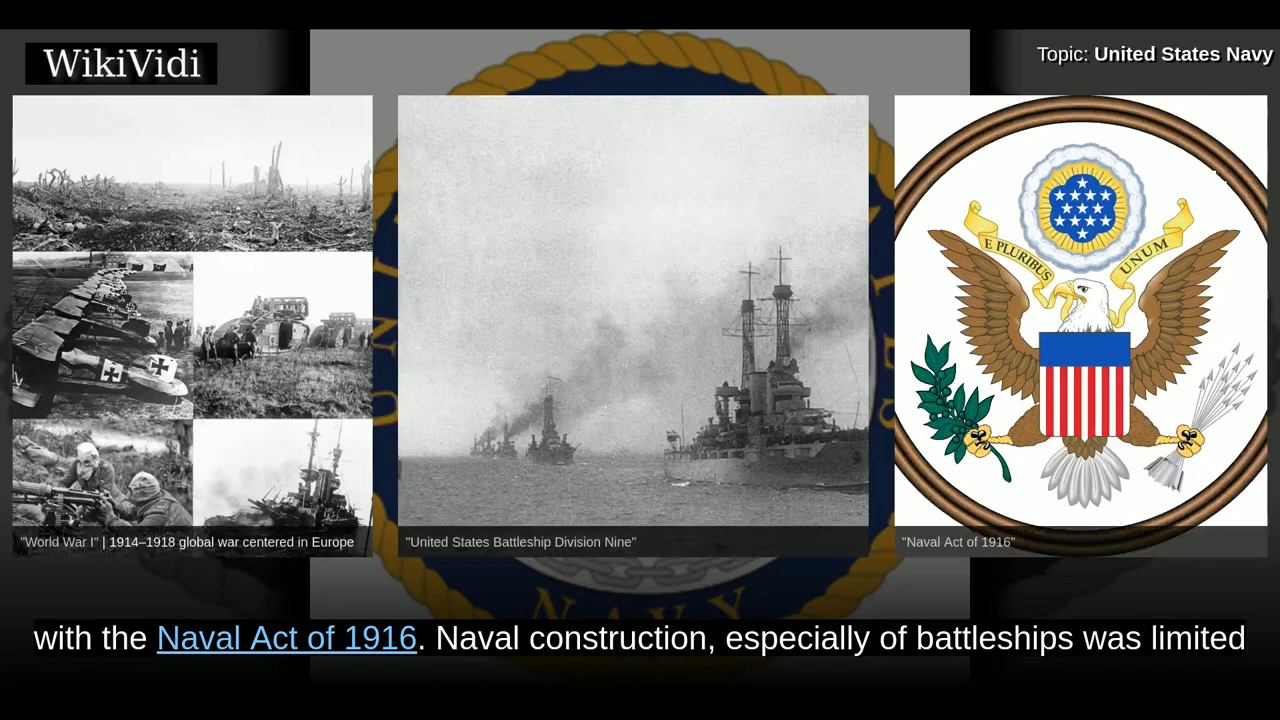 WikiVidi
Topic: United States Navy
E PLURIBUS UNUM
"World War I" | 1914–1918 global war centered in Europe
"United States Battleship Division Nine"
"Naval Act of 1916"
NAVY
with the Naval Act of 1916. Naval construction, especially of battleships was limited